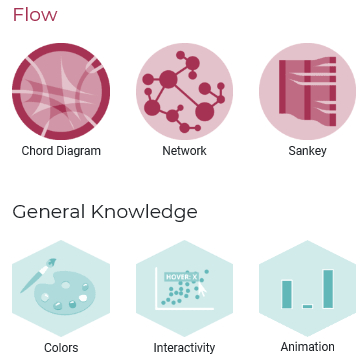 Flow
Chord Diagram Network Sankey
General Knowledge
HOVER: X
Colors Interactivity Animation